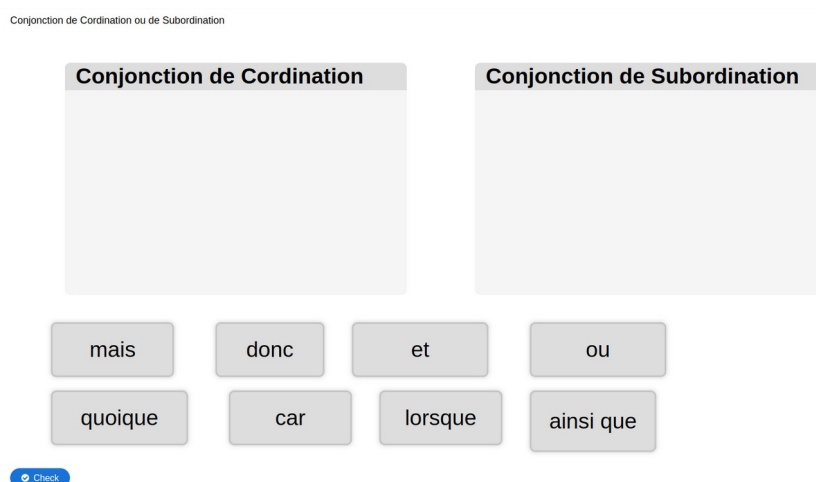 Conjonction de Cordination ou de Subordination
Conjonction de Cordination
Conjonction de Subordination
mais
donc
et
ou
quoique
car
lorsque
ainsi que
Check